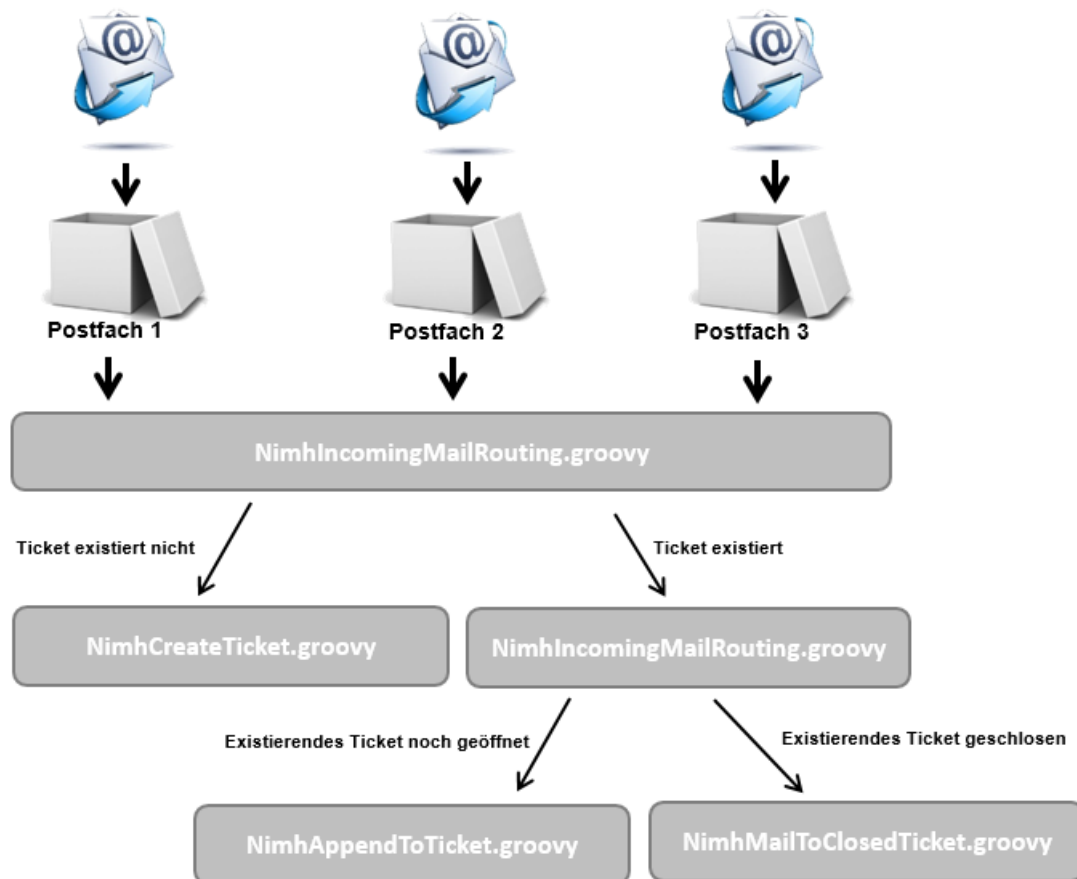 Postfach 1
Postfach 2
Postfach 3
NimhIncomingMailRouting.groovy
Ticket existiert nicht
Ticket existiert
NimhCreateTicket.groovy
NimhIncomingMailRouting.groovy
Existierendes Ticket noch geöffnet
Existierendes Ticket geschlosen
NimhAppendToTicket.groovy
NimhMailToClosedTicket.groovy